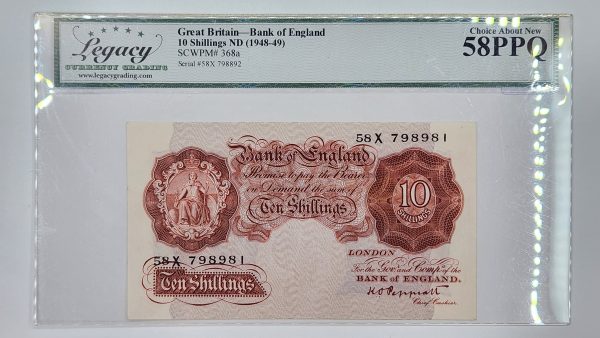 Legacy
CURRENCY GRADING
www.legacygrading.com
Great Britain—Bank of England
10 Shillings ND (1948-49)
SCWPM# 368a
Serial #58X 798892
Choice About New
58PPQ
58X 798981
Bank of England
Promise to pay the Bearer
on Demand the sum of
Ten Shillings
10
SHILLINGS
58X 798981
Ten Shillings
LONDON
For the Govr. and Compa. of the
BANK OF ENGLAND.
K O Peppiatt
Chief Cashier.